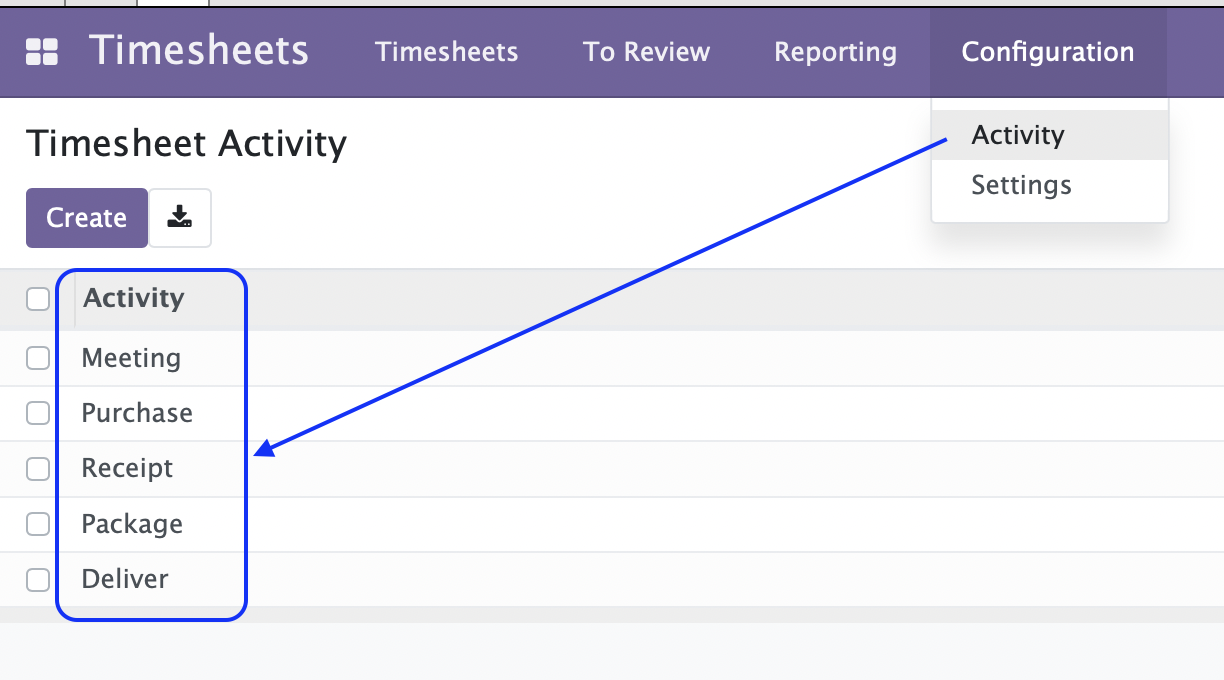 Timesheets Timesheets To Review Reporting Configuration
Activity
Settings
Timesheet Activity
Create
Activity
Meeting
Purchase
Receipt
Package
Deliver